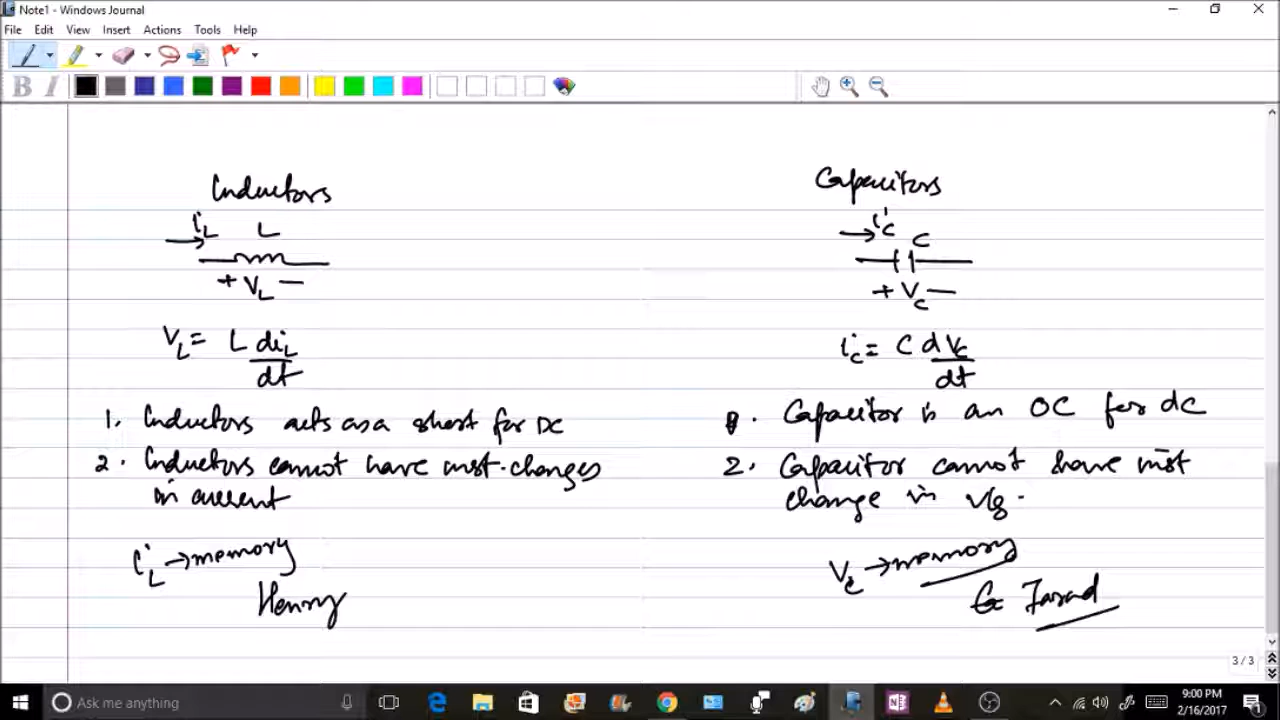 Note1 - Windows Journal
File Edit View Insert Actions Tools Help
B I
Inductors
iL L
+ VL –
VL = L diL
dt
1. Inductors acts as a short for DC
2. Inductors cannot have inst. changes
in current
iL → memory
Henry
Capacitors
ic C
+ Vc –
ic = C d Vc
dt
Capacitor is an OC for dC
2. Capacitor cannot have inst
change in vtg.
Vc → memory
Farad
3 / 3
Ask me anything
9:00 PM
2/16/2017